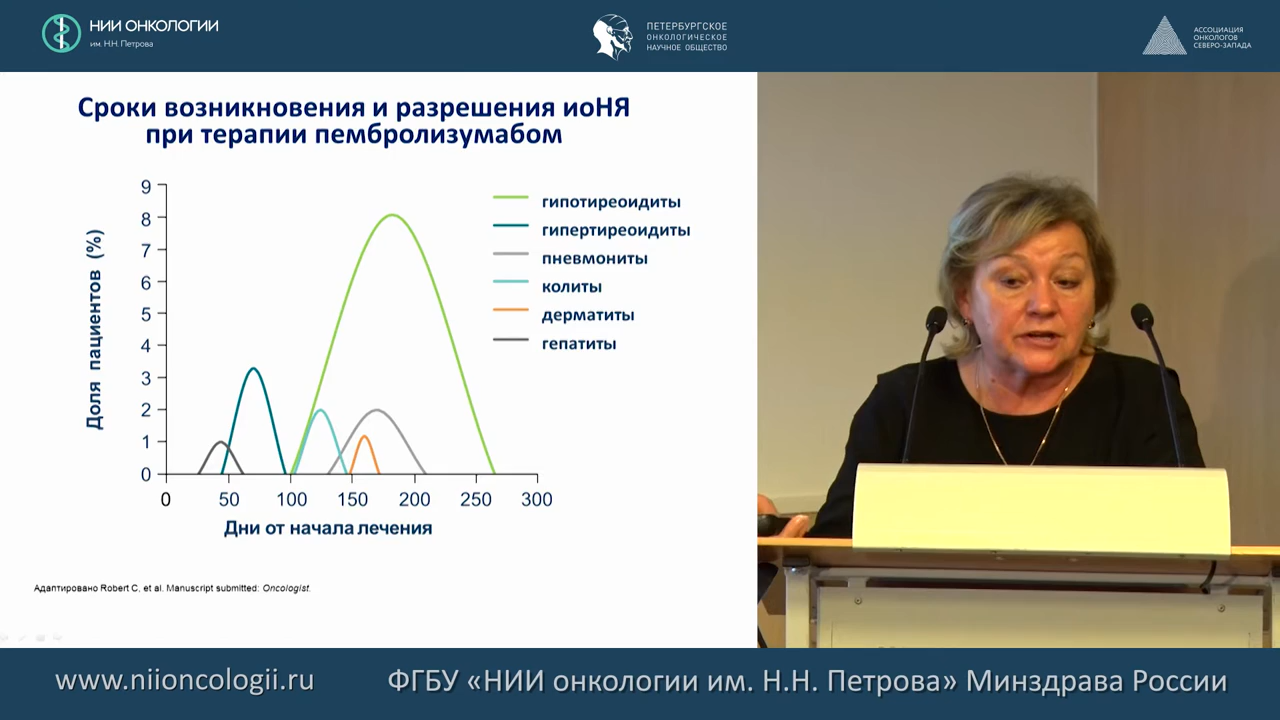 НИИ ОНКОЛОГИИ
им. Н.Н. Петрова
ПЕТЕРБУРГСКОЕ
ОНКОЛОГИЧЕСКОЕ
НАУЧНОЕ ОБЩЕСТВО
АССОЦИАЦИЯ
ОНКОЛОГОВ
СЕВЕРО-ЗАПАДА
Сроки возникновения и разрешения иоНЯ
при терапии пембролизумабом
Доля пациентов (%)
9
8
7
6
5
4
3
2
1
0
0 50 100 150 200 250 300
Дни от начала лечения
гипотиреоидиты
гипертиреоидиты
пневмониты
колиты
дерматиты
гепатиты
Адаптировано Robert C, et al. Manuscript submitted: Oncologist.
www.niioncologii.ru
ФГБУ «НИИ онкологии им. Н.Н. Петрова» Минздрава России